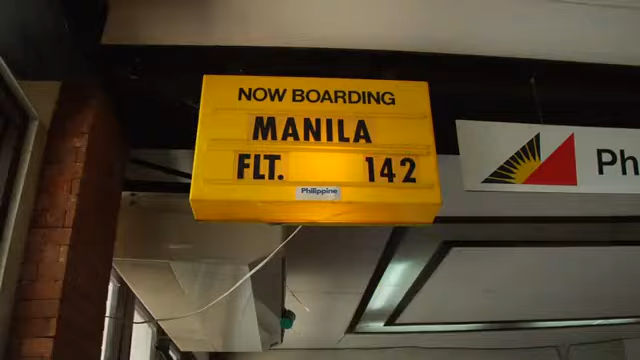 NOW BOARDING
MANILA
FLT. 142
Philippine
Ph